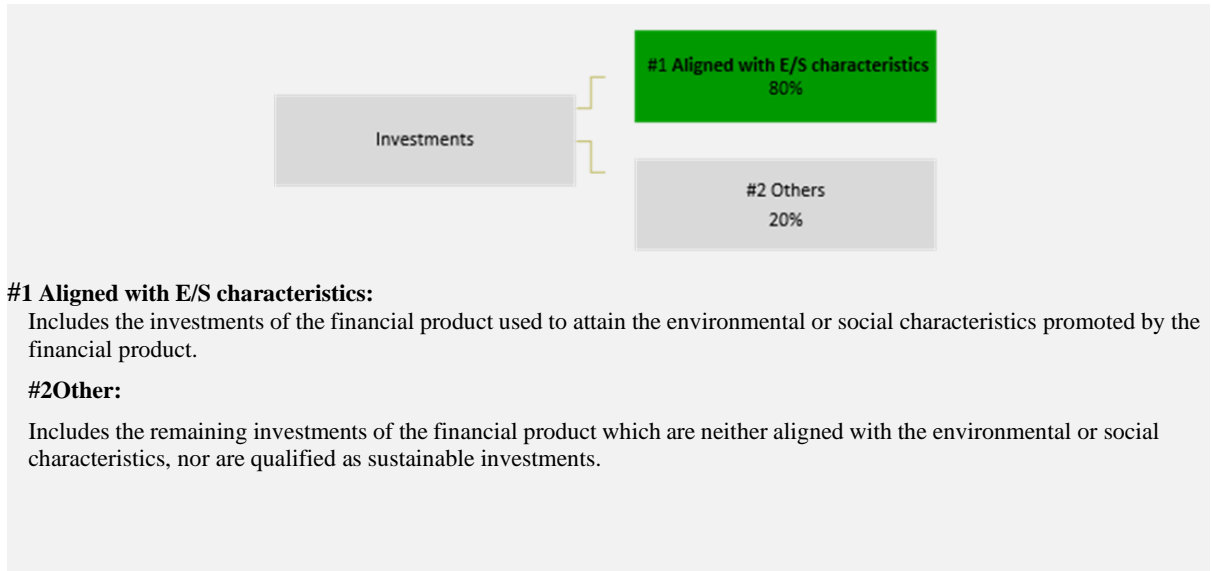 #1 Aligned with E/S characteristics
80%
Investments
#2 Others
20%
#1 Aligned with E/S characteristics:
Includes the investments of the financial product used to attain the environmental or social characteristics promoted by the
financial product.
#2Other:
Includes the remaining investments of the financial product which are neither aligned with the environmental or social
characteristics, nor are qualified as sustainable investments.